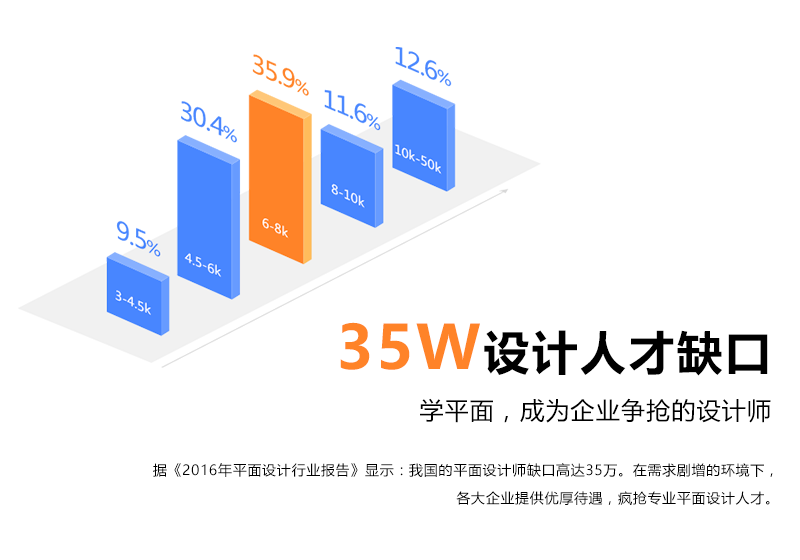 9.5%
30.4%
35.9%
11.6%
12.6%
3-4.5k
4.5-6k
6-8k
8-10k
10k-50k
35W设计人才缺口
学平面，成为企业争抢的设计师
据《2016年平面设计行业报告》显示：我国的平面设计师缺口高达35万。在需求剧增的环境下，
各大企业提供优厚待遇，疯抢专业平面设计人才。